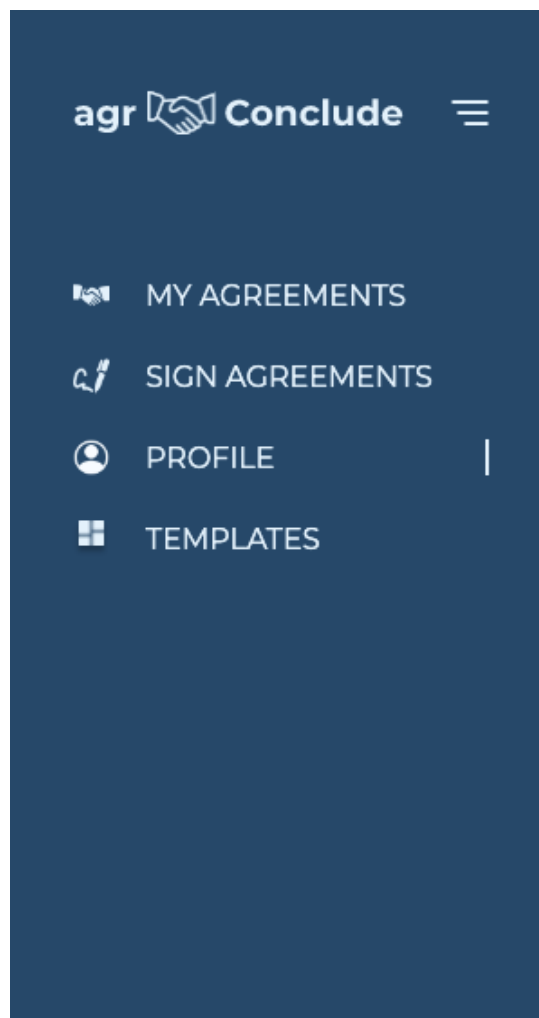 agr Conclude
MY AGREEMENTS
SIGN AGREEMENTS
PROFILE
TEMPLATES